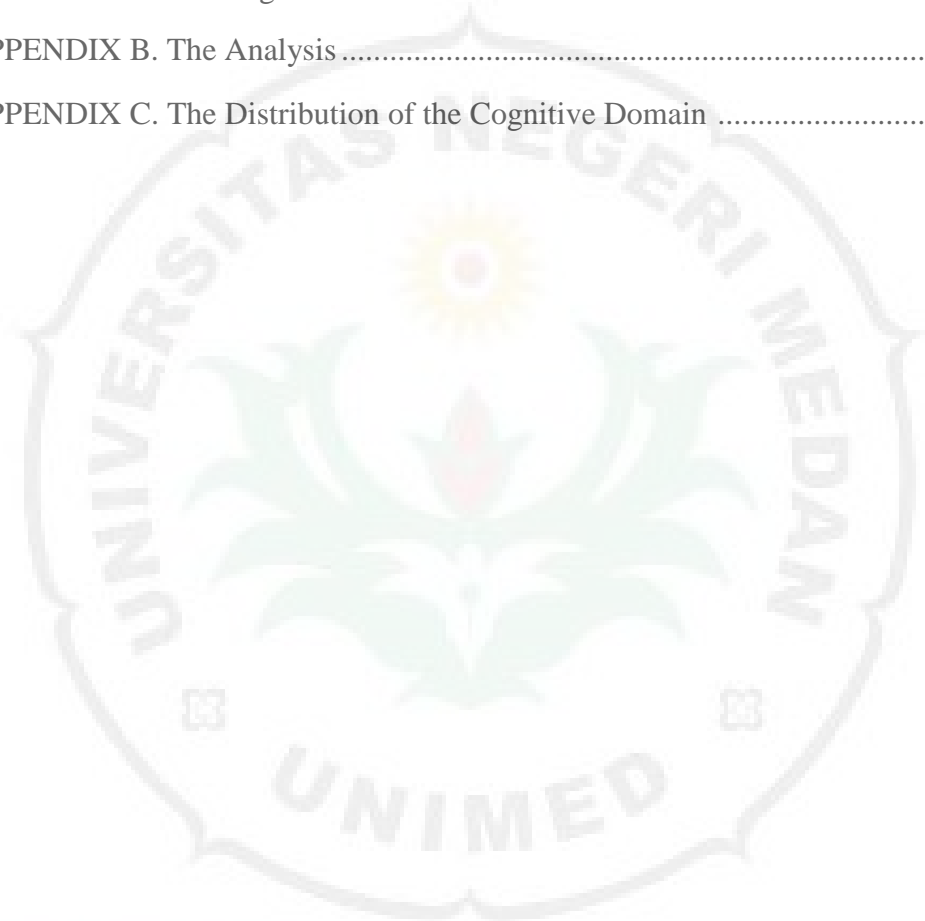 PPENDIX B. The Analysis ........................................................................
PPENDIX C. The Distribution of the Cognitive Domain ..........................
UNIVERSITAS NEGERI MEDAN
UNIMED